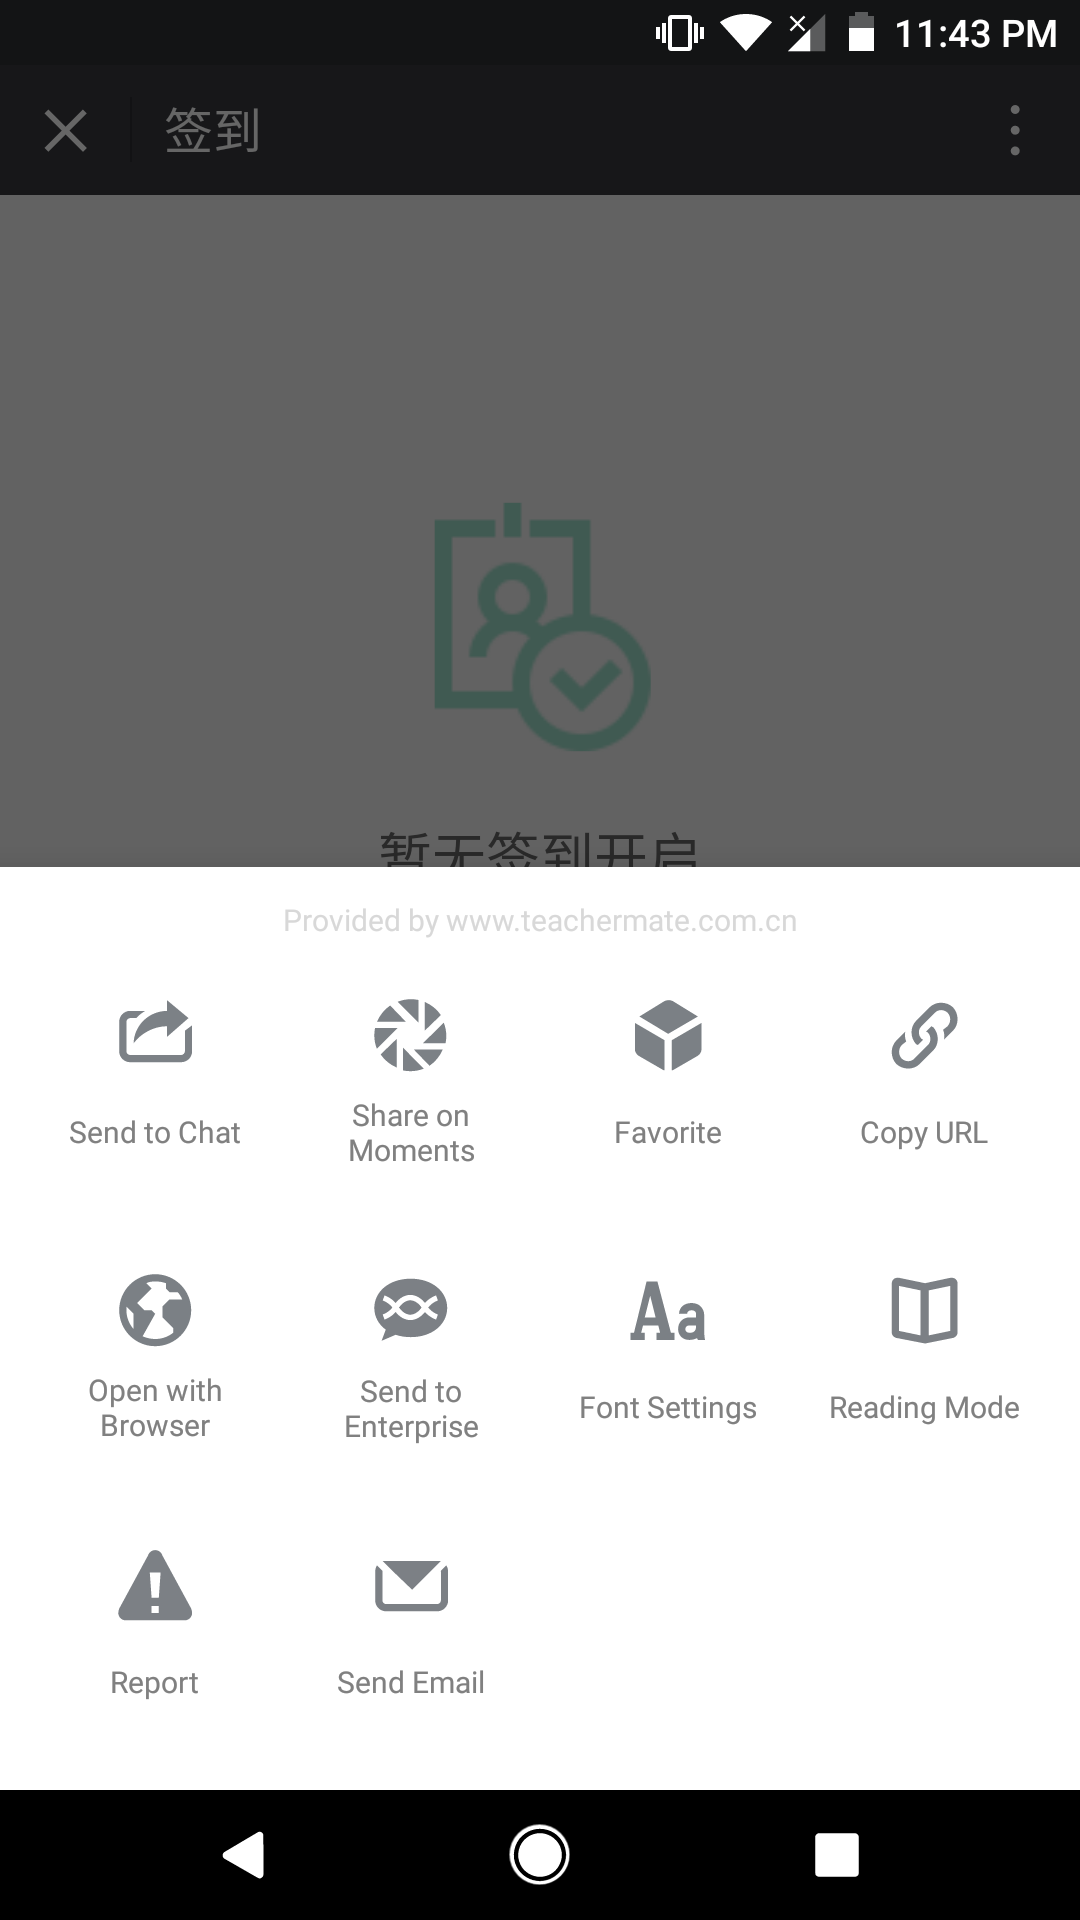 11:43 PM
签到
暂无签到开启
Provided by www.teachermate.com.cn
Send to Chat
Share on
Moments
Favorite
Copy URL
Open with
Browser
Send to
Enterprise
Font Settings
Reading Mode
Report
Send Email